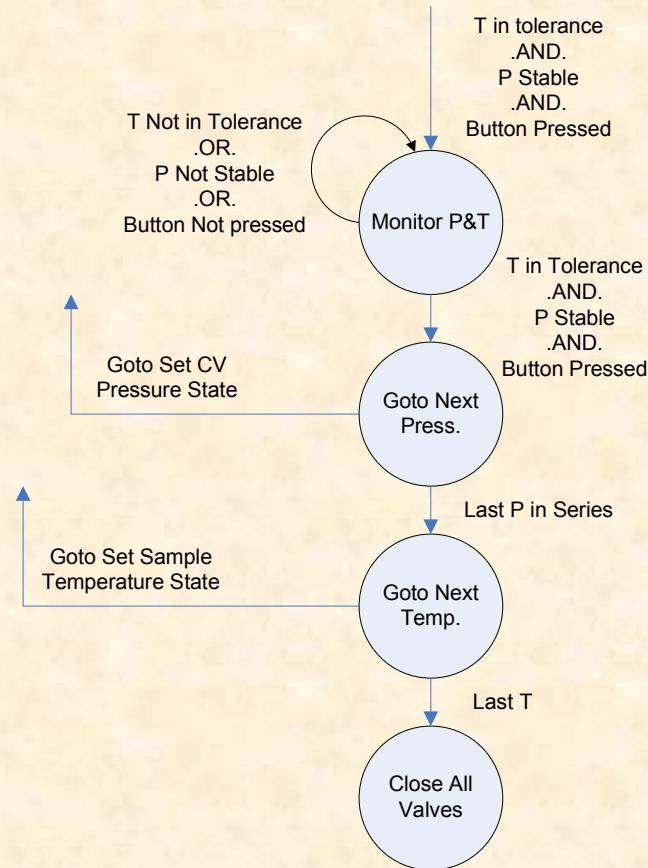 T in tolerance
.AND.
P Stable
.AND.
Button Pressed
T Not in Tolerance
.OR.
P Not Stable
.OR.
Button Not pressed
Monitor P&T
T in Tolerance
.AND.
P Stable
.AND.
Button Pressed
Goto Set CV
Pressure State
Goto Next
Press.
Last P in Series
Goto Set Sample
Temperature State
Goto Next
Temp.
Last T
Close All
Valves